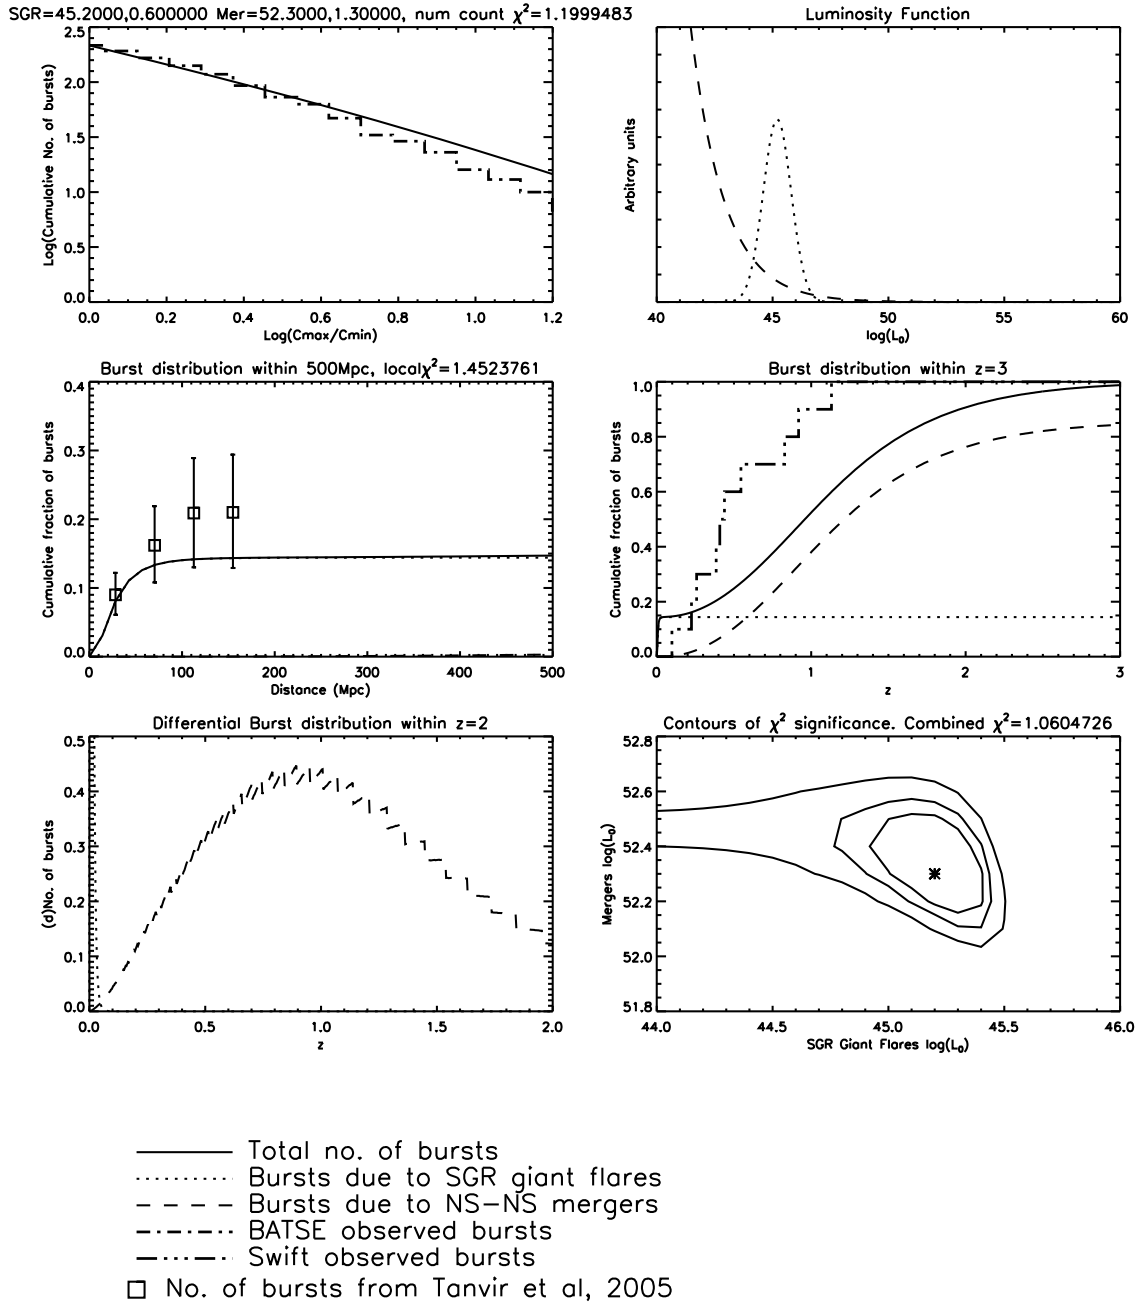 SGR=45.2000,0.600000 Mer=52.3000,1.30000, num count χ²=1.1999483
Luminosity Function
Log(Cumulative No. of bursts)
2.5
2.0
1.5
1.0
0.5
0.0
0.0 0.2 0.4 0.6 0.8 1.0 1.2
Log(Cmax/Cmin)
Arbitrary units
40 45 50 55 60
log(L₀)
Burst distribution within 500Mpc, localχ²=1.4523761
Burst distribution within z=3
Cumulative fraction of bursts
0.4
0.3
0.2
0.1
0.0
0 100 200 300 400 500
Distance (Mpc)
Cumulative fraction of bursts
1.0
0.8
0.6
0.4
0.2
0.0
0 1 2 3
z
Differential Burst distribution within z=2
Contours of χ² significance. Combined χ²=1.0604726
(d)No. of bursts
0.5
0.4
0.3
0.2
0.1
0.0
0.0 0.5 1.0 1.5 2.0
z
Mergers log(L₀)
52.8
52.6
52.4
52.2
52.0
51.8
44.0 44.5 45.0 45.5 46.0
SGR Giant Flares log(L₀)
Total no. of bursts
Bursts due to SGR giant flares
Bursts due to NS−NS mergers
BATSE observed bursts
Swift observed bursts
No. of bursts from Tanvir et al, 2005